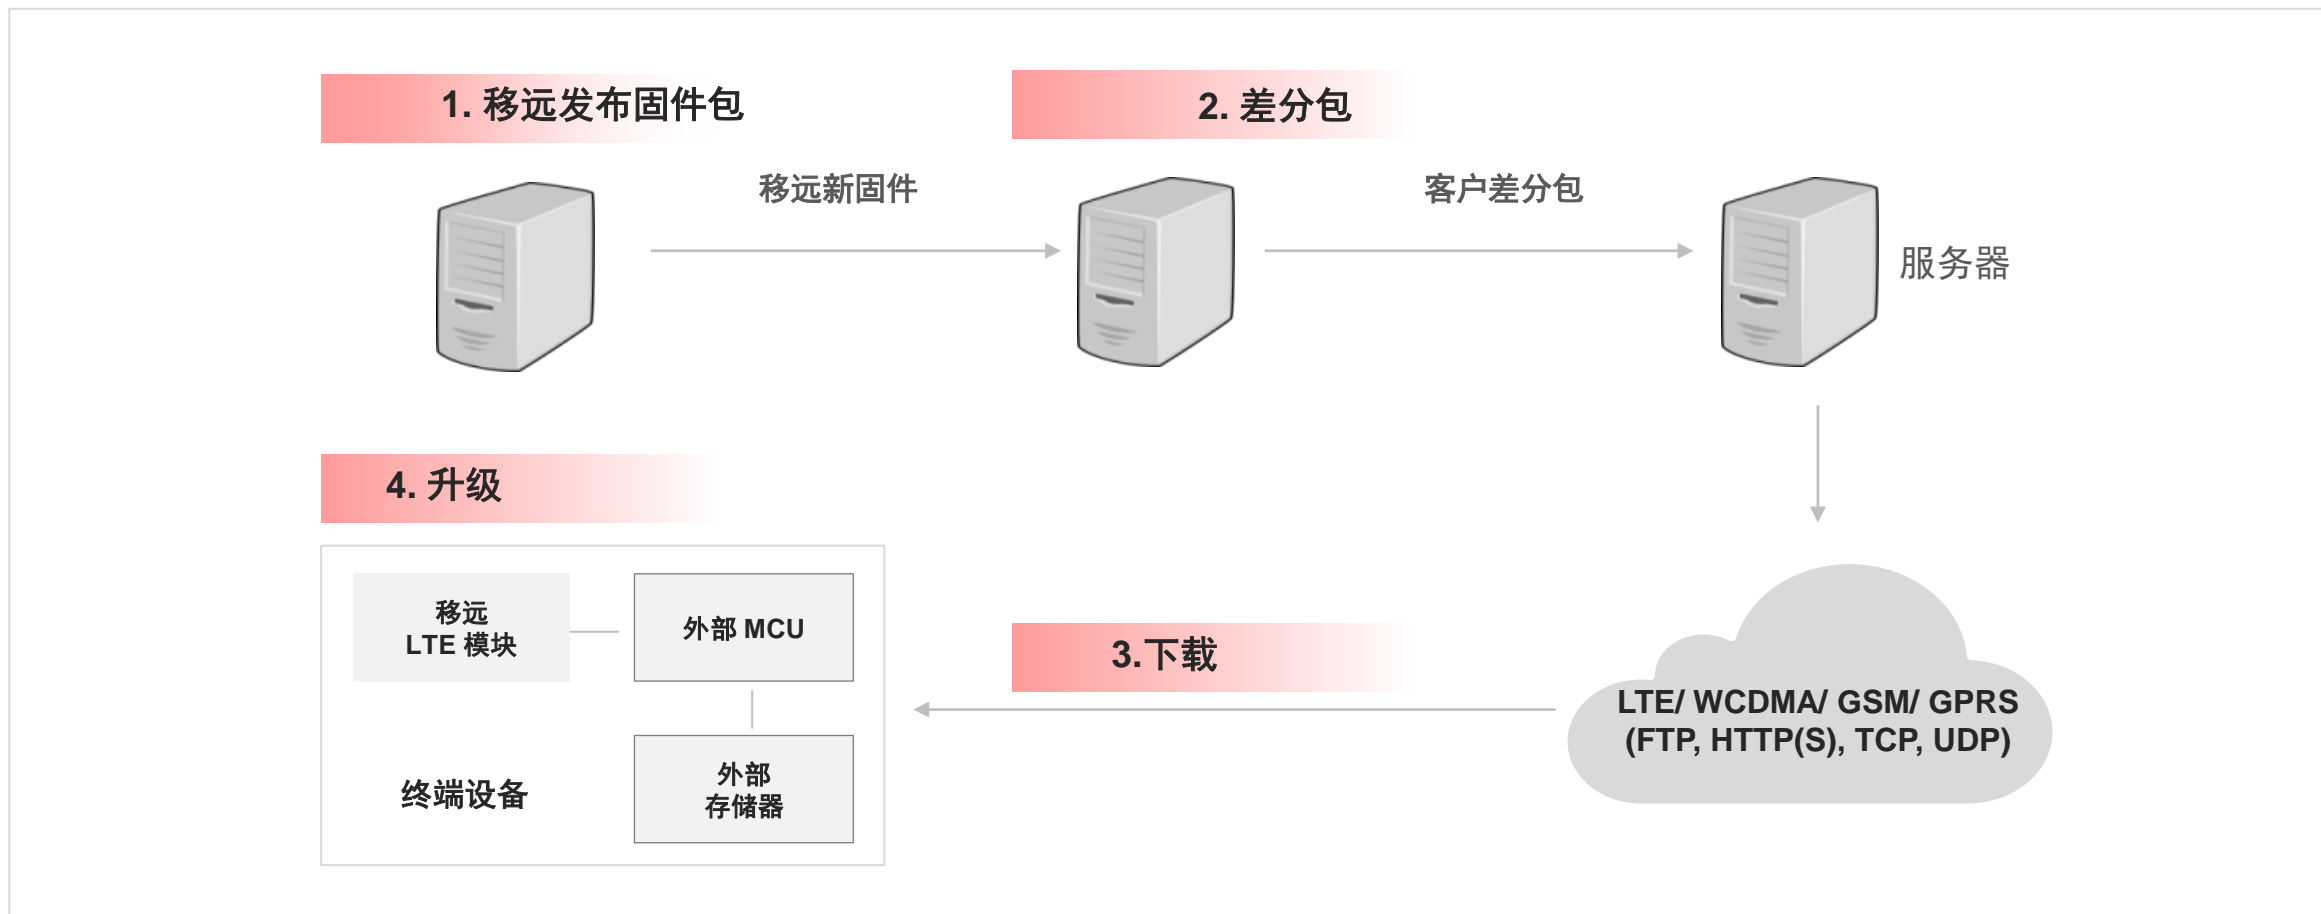 1. 移远发布固件包
2. 差分包
移远新固件
客户差分包
服务器
4. 升级
移远
LTE 模块
外部 MCU
终端设备
外部
存储器
3.下载
LTE/ WCDMA/ GSM/ GPRS
(FTP, HTTP(S), TCP, UDP)